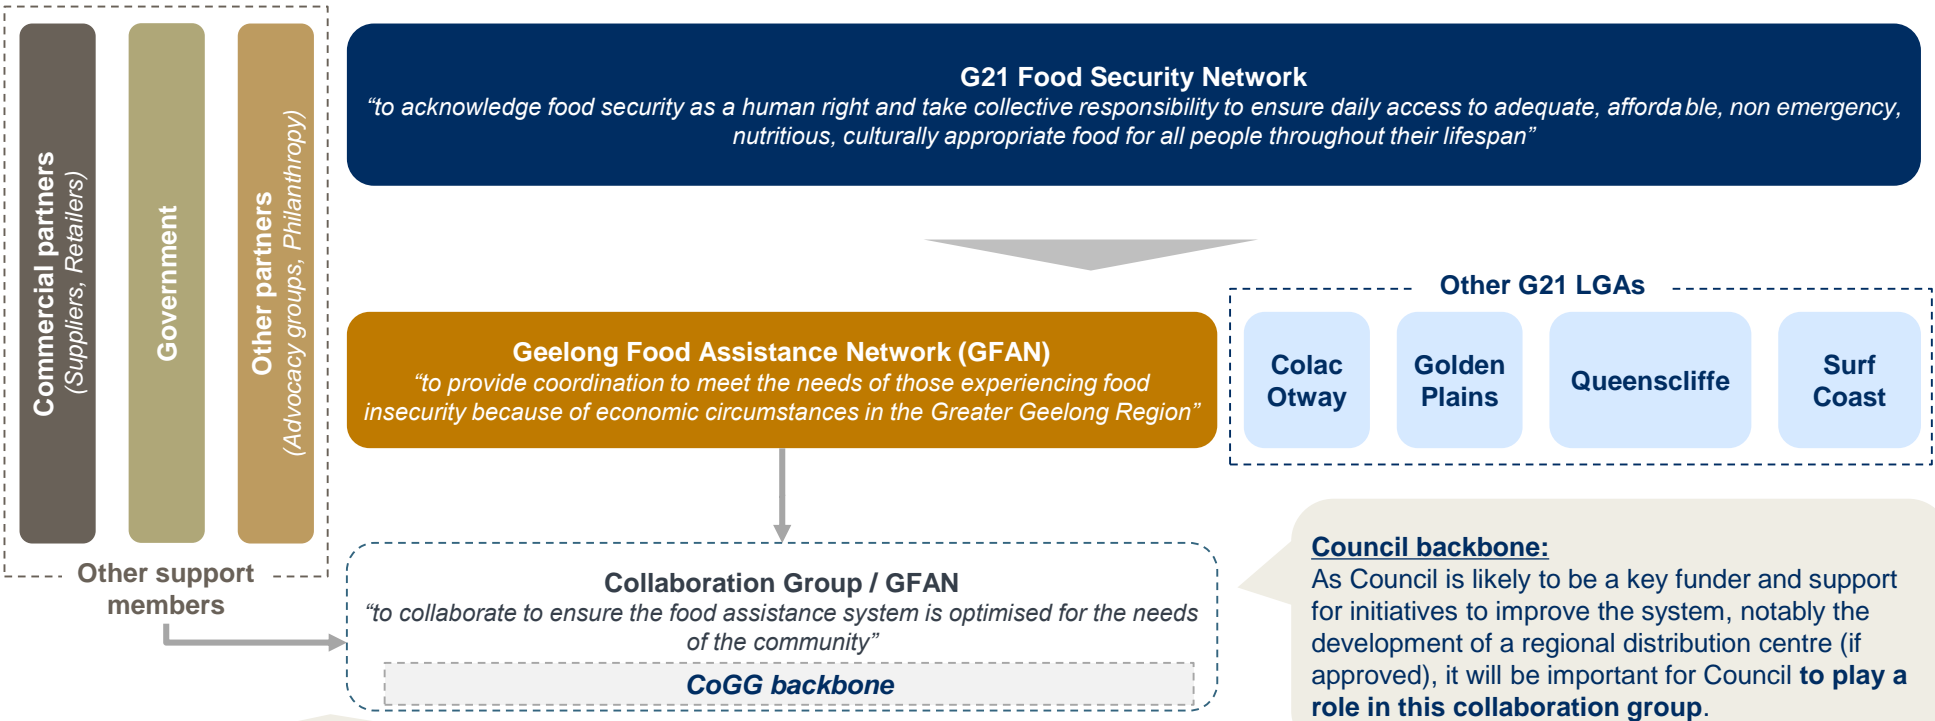 Commercial partners
(Suppliers, Retailers)
Government
Other partners
(Advocacy groups, Philanthropy)
Other support
members
G21 Food Security Network
“to acknowledge food security as a human right and take collective responsibility to ensure daily access to adequate, affordable, non emergency,
nutritious, culturally appropriate food for all people throughout their lifespan”
Geelong Food Assistance Network (GFAN)
“to provide coordination to meet the needs of those experiencing food
insecurity because of economic circumstances in the Greater Geelong Region”
Other G21 LGAs
Colac
Otway
Golden
Plains
Queenscliffe
Surf
Coast
Collaboration Group / GFAN
“to collaborate to ensure the food assistance system is optimised for the needs
of the community”
CoGG backbone
Council backbone:
As Council is likely to be a key funder and support
for initiatives to improve the system, notably the
development of a regional distribution centre (if
approved), it will be important for Council to play a
role in this collaboration group.